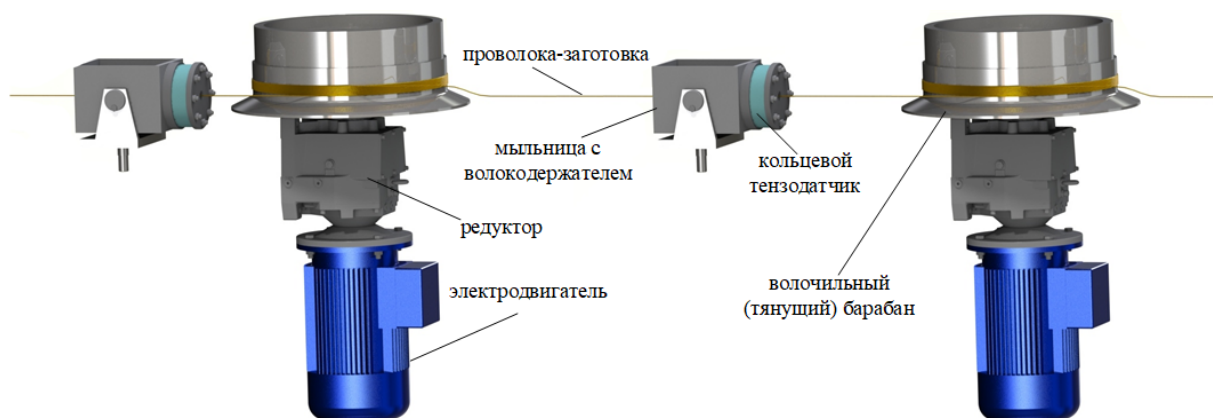 проволока-заготовка
мыльница с
волокодержателем
кольцевой
тензодатчик
редуктор
электродвигатель
волочильный
(тянущий) барабан